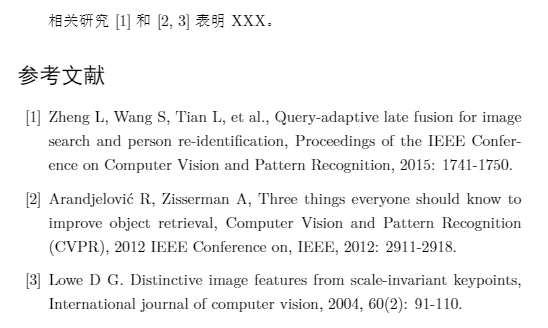 相关研究 [1] 和 [2, 3] 表明 XXX。
参考文献
[1] Zheng L, Wang S, Tian L, et al., Query-adaptive late fusion for image
search and person re-identification, Proceedings of the IEEE Confer-
ence on Computer Vision and Pattern Recognition, 2015: 1741-1750.
[2] Arandjelović R, Zisserman A, Three things everyone should know to
improve object retrieval, Computer Vision and Pattern Recognition
(CVPR), 2012 IEEE Conference on, IEEE, 2012: 2911-2918.
[3] Lowe D G. Distinctive image features from scale-invariant keypoints,
International journal of computer vision, 2004, 60(2): 91-110.